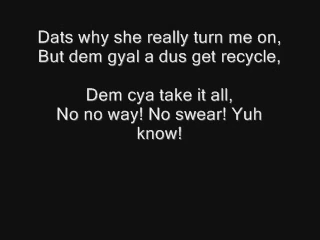 Dats why she really turn me on,
But dem gyal a dus get recycle,
Dem cya take it all,
No no way! No swear! Yuh
know!